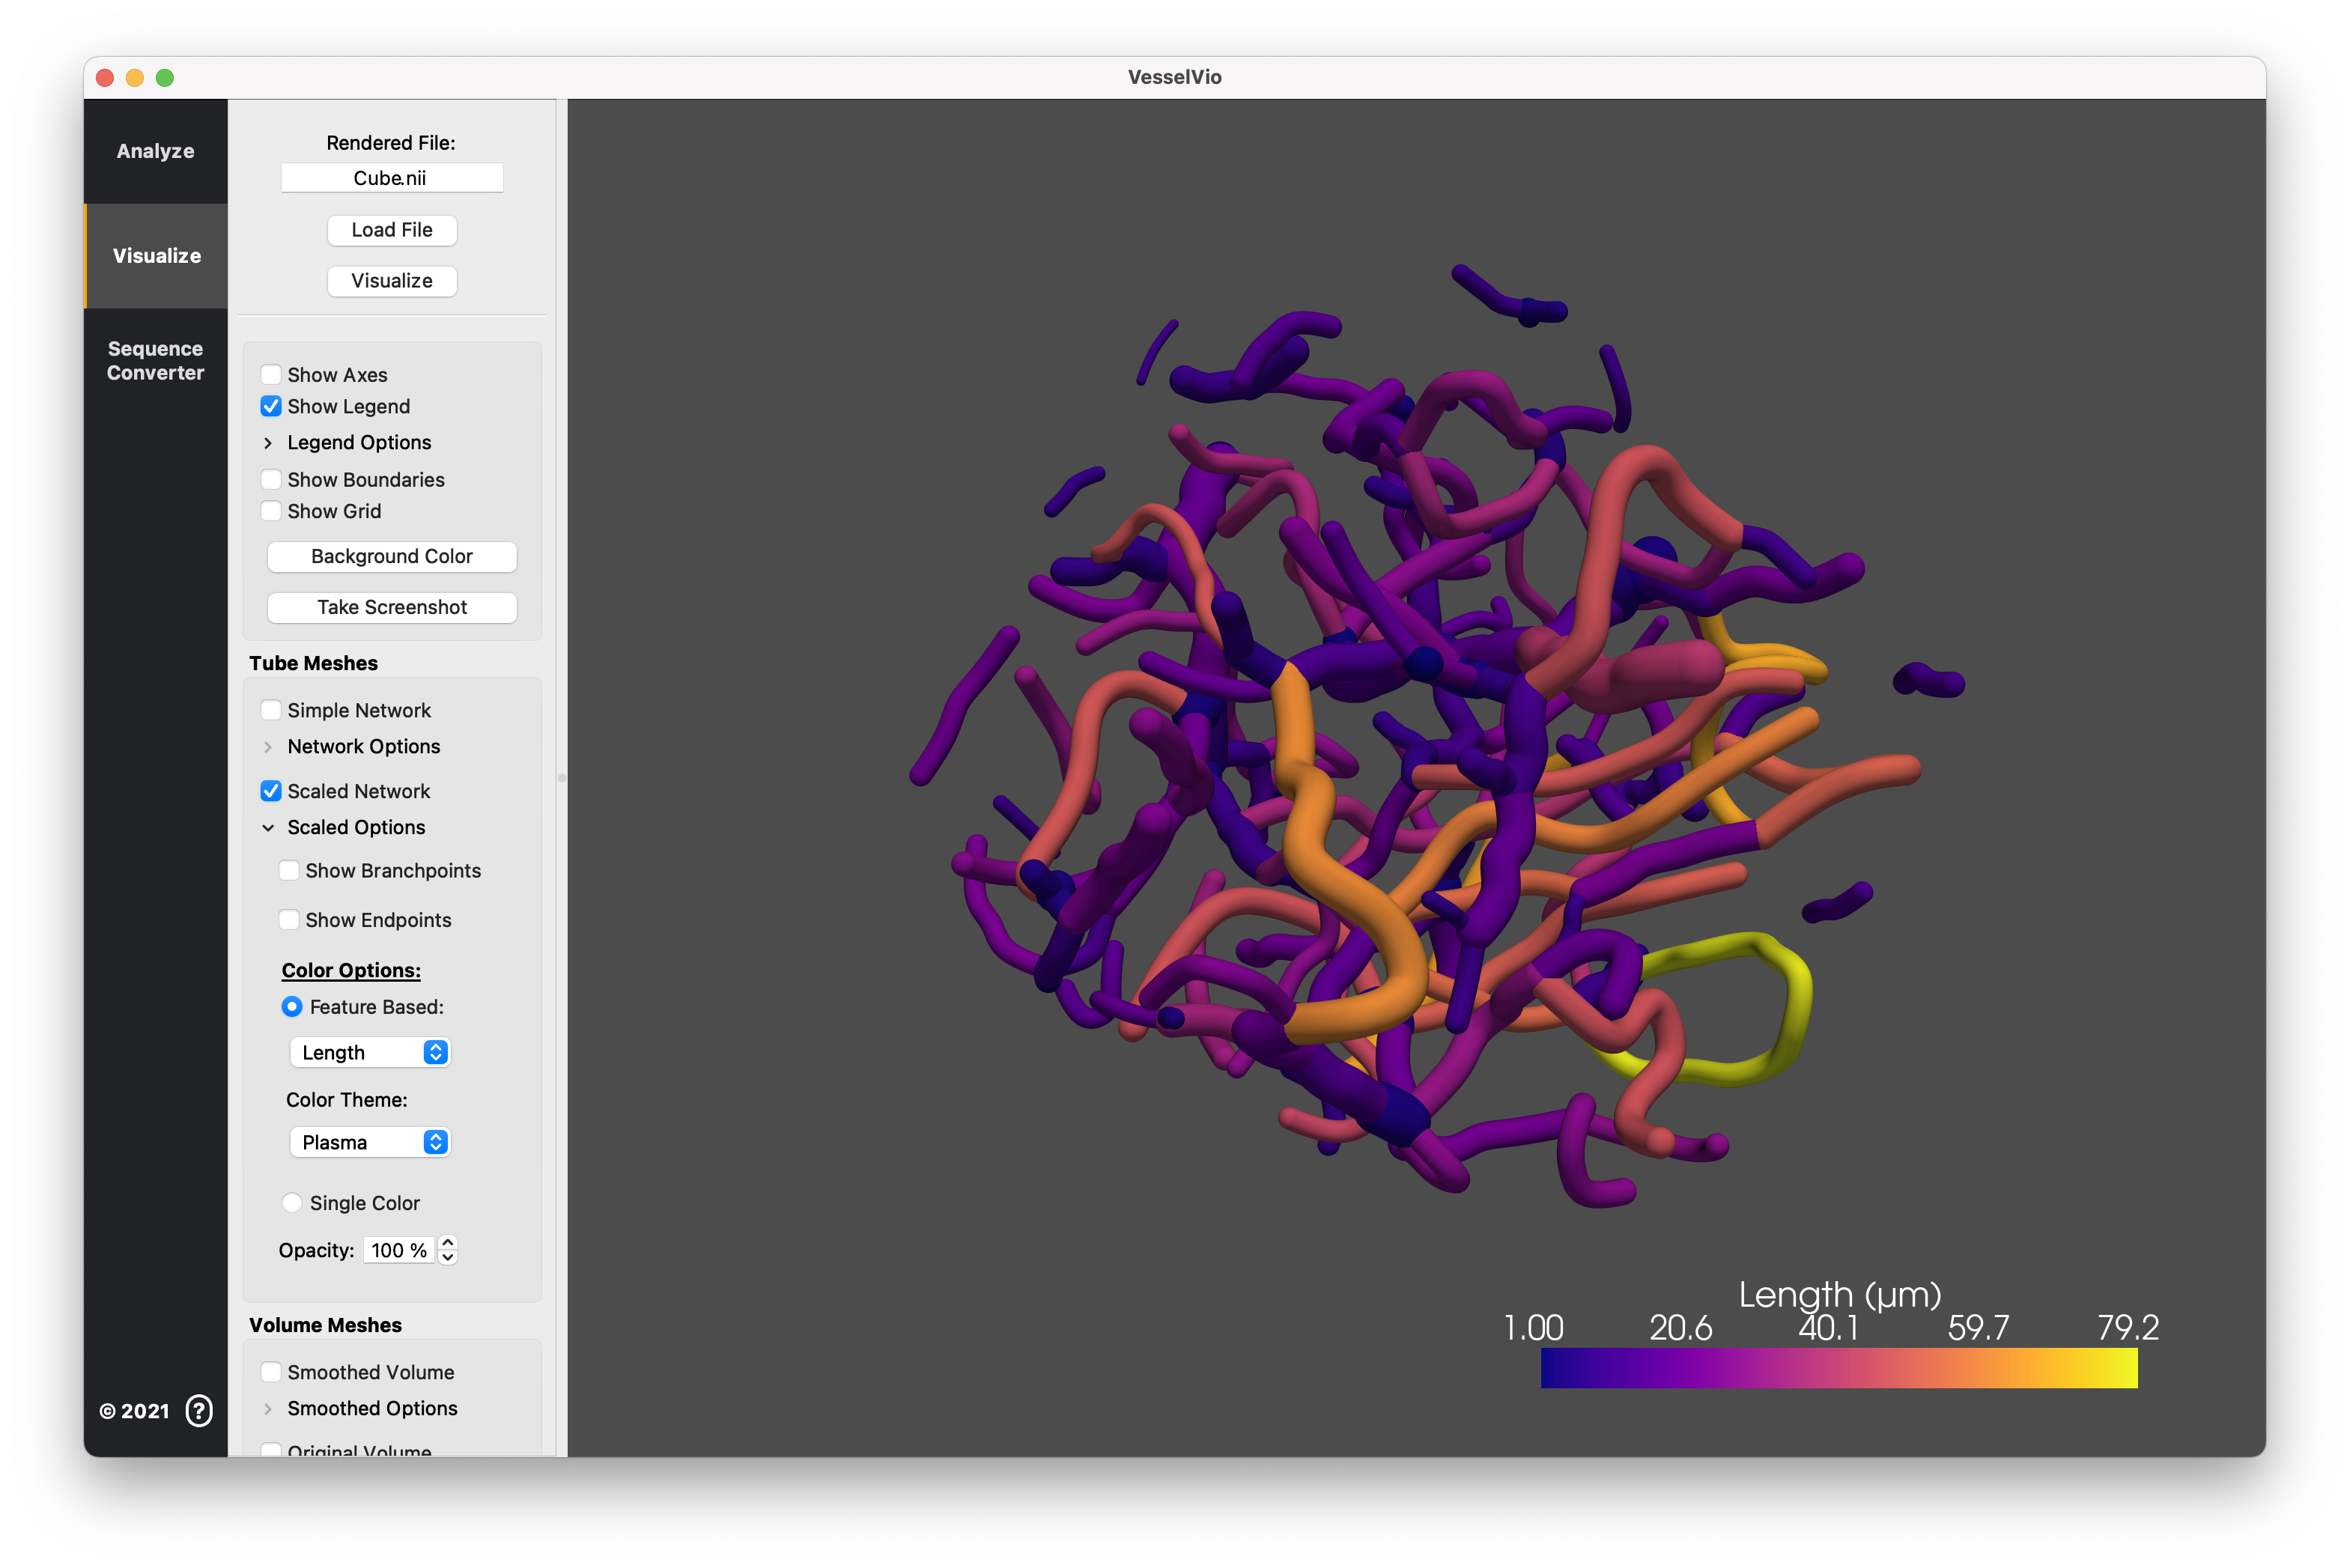 VesselVio
Analyze
Visualize
Sequence
Converter
© 2021
?
Rendered File:
Cube.nii
Load File
Visualize
Show Axes
Show Legend
Legend Options
Show Boundaries
Show Grid
Background Color
Take Screenshot
Tube Meshes
Simple Network
Network Options
Scaled Network
Scaled Options
Show Branchpoints
Show Endpoints
Color Options:
Feature Based:
Length
Color Theme:
Plasma
Single Color
Opacity: 100 %
Volume Meshes
Smoothed Volume
Smoothed Options
Original Volume
Length (μm)
1.00 20.6 40.1 59.7 79.2